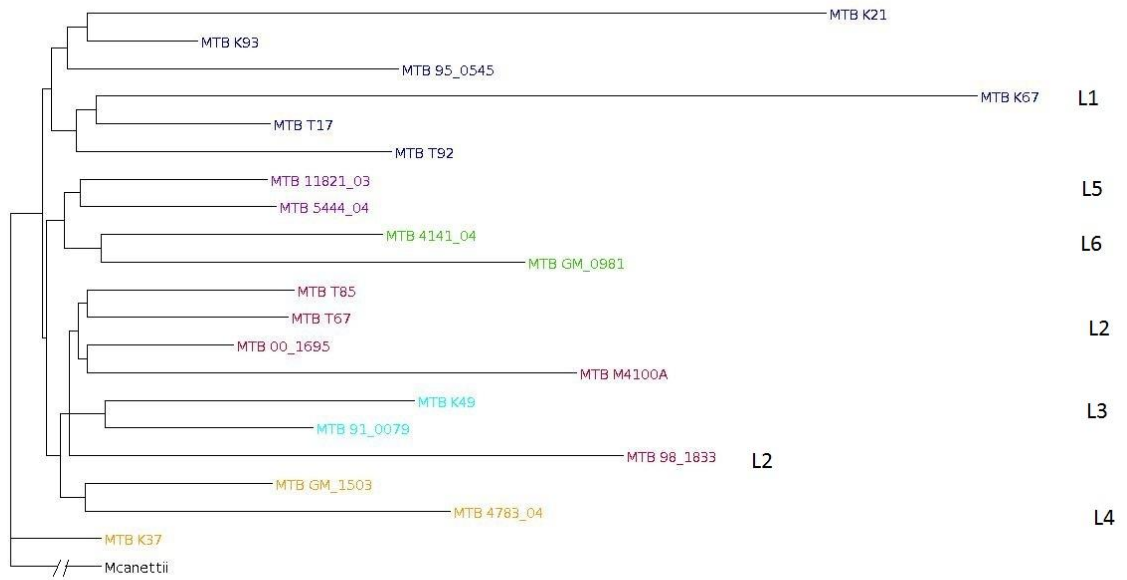 MTB K21
MTB K93
MTB 95_0545
MTB K67 L1
MTB T17
MTB T92
MTB 11821_03 L5
MTB 5444_04
MTB 4141_04 L6
MTB GM_0981
MTB T85
MTB T67 L2
MTB 00_1695
MTB M4100A
MTB K49 L3
MTB 91_0079
MTB 98_1833 L2
MTB GM_1503
MTB 4783_04 L4
MTB K37
Mcanettii